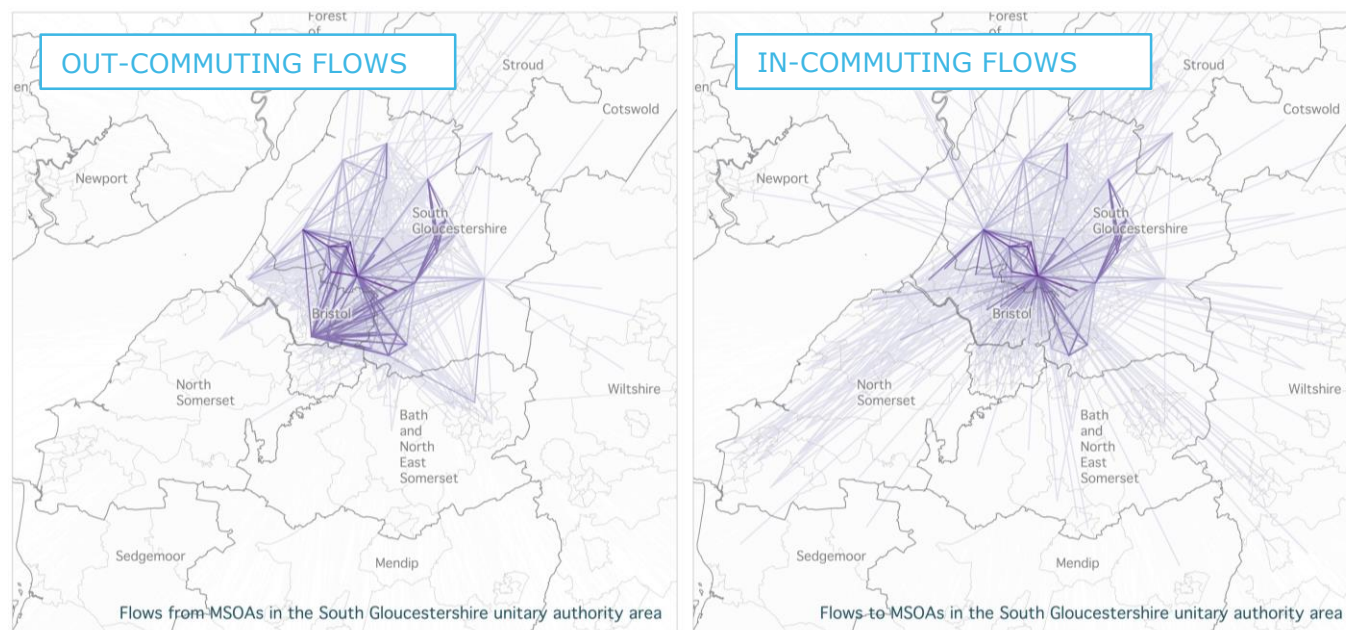 Forest
of
OUT-COMMUTING FLOWS
Stroud
Cotswold
en
Newport
South
Gloucestershire
Bristol
North
Somerset
Wiltshire
Bath
and
North
East
Somerset
Sedgemoor
Mendip
Flows from MSOAs in the South Gloucestershire unitary authority area
Forest
of
IN-COMMUTING FLOWS
Stroud
Cotswold
en
Newport
South
Gloucestershire
Bristol
North
Somerset
Wiltshire
Bath
and
North
East
Somerset
Sedgemoor
Mendip
Flows to MSOAs in the South Gloucestershire unitary authority area